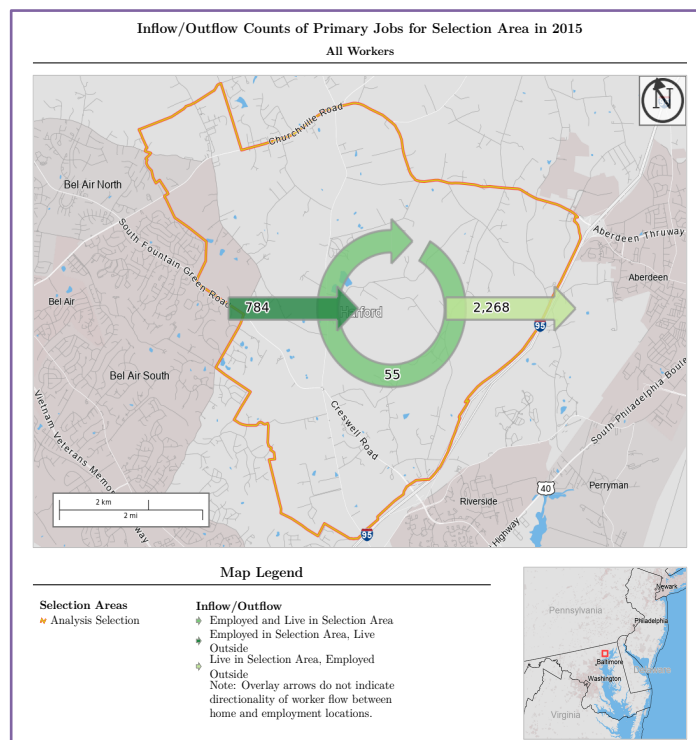 Inflow/Outflow Counts of Primary Jobs for Selection Area in 2015
All Workers
N
Churchville Road
Bel Air North
South Fountain Green Road
Aberdeen Thruway
Aberdeen
Bel Air
784
Harford
2,268
95
Bel Air South
55
South Philadelphia Boule
Vietnam Veterans Memor
way
Creswell Road
40
Perryman
Riverside
Highway
2 km
2 mi
95
Map Legend
Selection Areas
Analysis Selection
Inflow/Outflow
Employed and Live in Selection Area
Employed in Selection Area, Live
Outside
Live in Selection Area, Employed
Outside
Note: Overlay arrows do not indicate
directionality of worker flow between
home and employment locations.
Newark
Pennsylvania
Philadelphia
Baltimore
Washington
Virginia